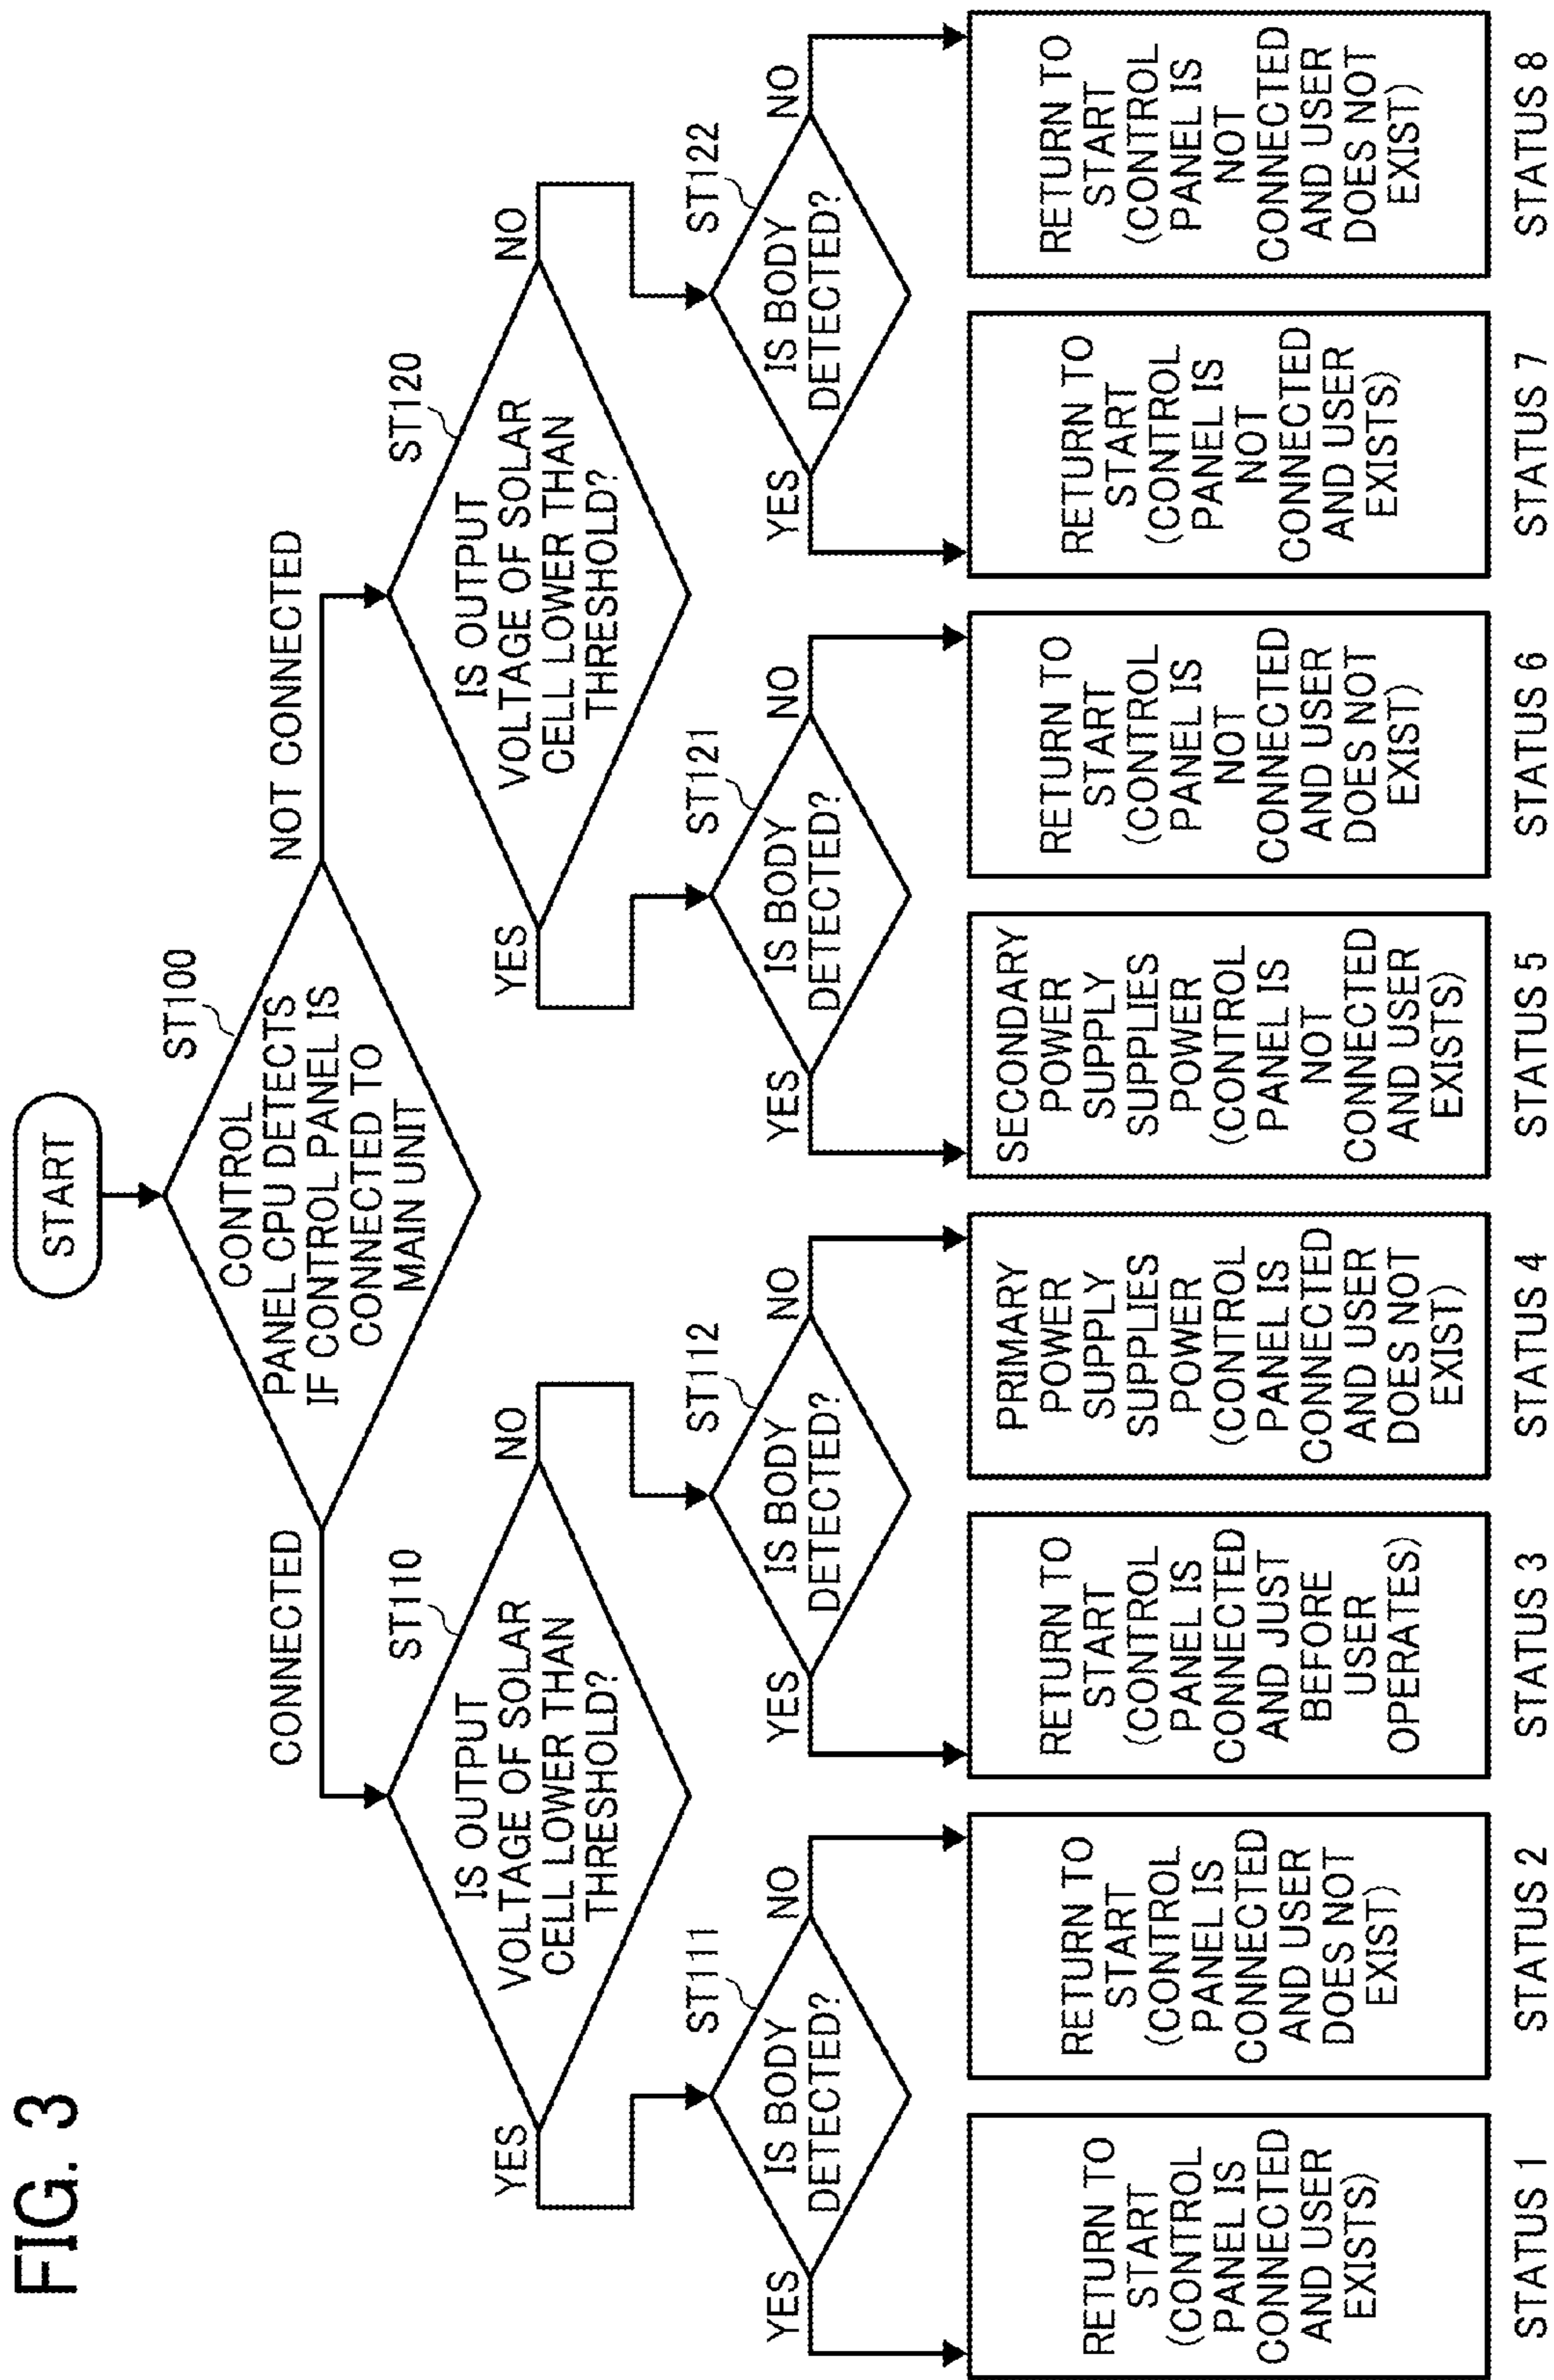 FIG. 3
START
ST100
CONTROL
PANEL CPU DETECTS
IF CONTROL PANEL IS
CONNECTED TO
MAIN UNIT
CONNECTED
NOT CONNECTED
ST110
IS OUTPUT
VOLTAGE OF SOLAR
CELL LOWER THAN
THRESHOLD?
YES
NO
ST120
IS OUTPUT
VOLTAGE OF SOLAR
CELL LOWER THAN
THRESHOLD?
YES
NO
ST111
IS BODY
DETECTED?
YES
NO
ST112
IS BODY
DETECTED?
YES
NO
ST121
IS BODY
DETECTED?
YES
NO
ST122
IS BODY
DETECTED?
YES
NO
RETURN TO
START
(CONTROL
PANEL IS
CONNECTED
AND USER
EXISTS)
STATUS 1
RETURN TO
START
(CONTROL
PANEL IS
CONNECTED
AND USER
DOES NOT
EXIST)
STATUS 2
RETURN TO
START
(CONTROL
PANEL IS
CONNECTED
AND JUST
BEFORE
USER
OPERATES)
STATUS 3
PRIMARY
POWER
SUPPLY
SUPPLIES
POWER
(CONTROL
PANEL IS
CONNECTED
AND USER
DOES NOT
EXIST)
STATUS 4
SECONDARY
POWER
SUPPLY
SUPPLIES
POWER
(CONTROL
PANEL IS
NOT
CONNECTED
AND USER
EXISTS)
STATUS 5
RETURN TO
START
(CONTROL
PANEL IS
NOT
CONNECTED
AND USER
DOES NOT
EXIST)
STATUS 6
RETURN TO
START
(CONTROL
PANEL IS
NOT
CONNECTED
AND USER
EXISTS)
STATUS 7
RETURN TO
START
(CONTROL
PANEL IS
NOT
CONNECTED
AND USER
DOES NOT
EXIST)
STATUS 8